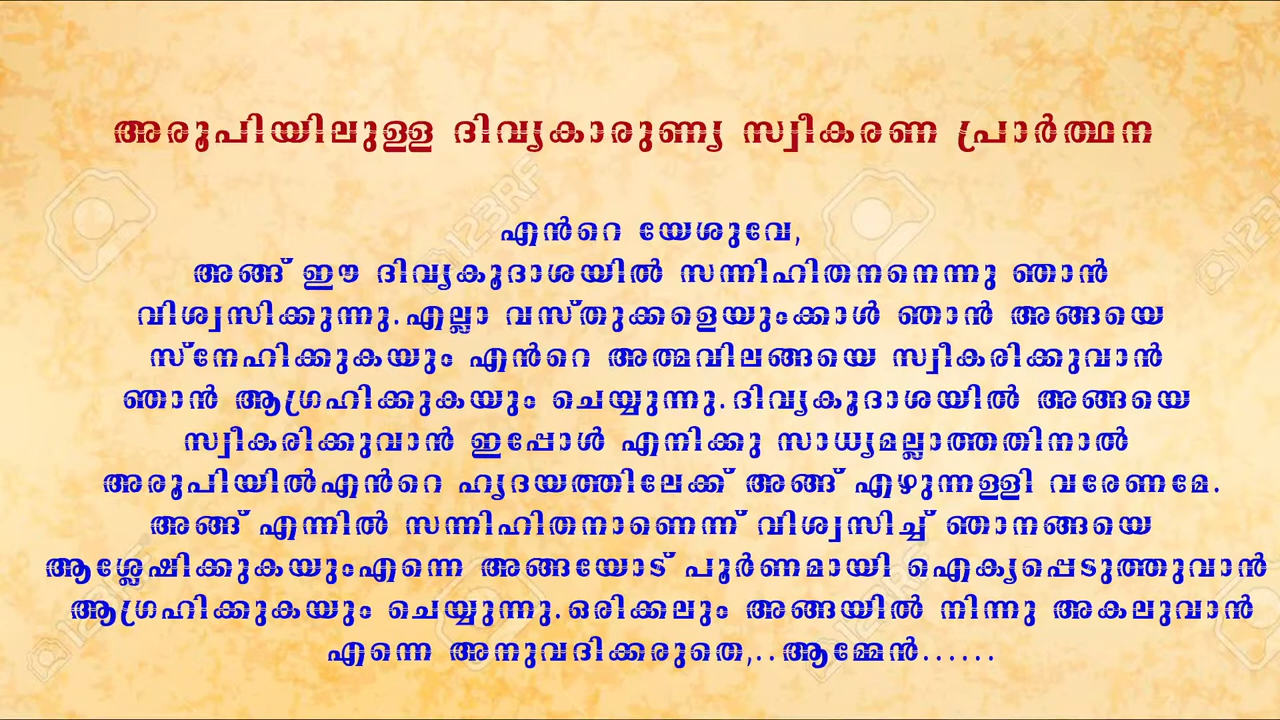 അരൂപിയിലുള്ള ദിവ്യകാരുണ്യ സ്വീകരണ പ്രാർത്ഥന
എൻറെ യേശുവേ,
അങ്ങ് ഈ ദിവ്യകൂദാശയിൽ സന്നിഹിതനനെന്നു ഞാൻ
വിശ്വസിക്കുന്നു.എല്ലാ വസ്തുക്കളെയുംക്കാൾ ഞാൻ അങ്ങയെ
സ്നേഹിക്കുകയും എൻറെ അത്മവിലങ്ങയെ സ്വീകരിക്കുവാൻ
ഞാൻ ആഗ്രഹിക്കുകയും ചെയ്യുന്നു.ദിവ്യകൂദാശയിൽ അങ്ങയെ
സ്വീകരിക്കുവാൻ ഇപ്പോൾ എനിക്കു സാധ്യമല്ലാത്തതിനാൽ
അരൂപിയിൽഎൻറെ ഹൃദയത്തിലേക്ക് അങ്ങ് എഴുന്നള്ളി വരേണമേ.
അങ്ങ് എന്നിൽ സന്നിഹിതനാണെന്ന് വിശ്വസിച്ച് ഞാനങ്ങയെ
ആശ്ലേഷിക്കുകയുംഎന്നെ അങ്ങയോട് പൂർണമായി ഐക്യപ്പെടുത്തുവാൻ
ആഗ്രഹിക്കുകയും ചെയ്യുന്നു.ഒരിക്കലും അങ്ങയിൽ നിന്നു അകലുവാൻ
എന്നെ അനുവദിക്കരുതെ,..ആമ്മേൻ......
123RF